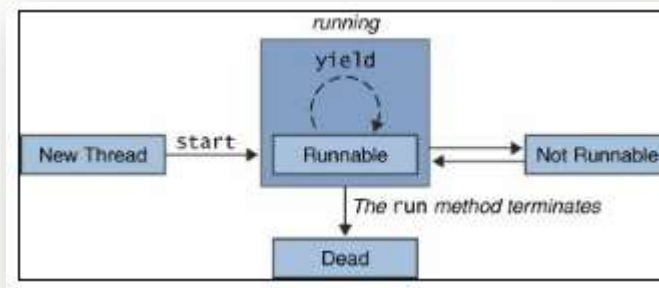 running
yield
New Thread
start
Runnable
Not Runnable
The run method terminates
Dead